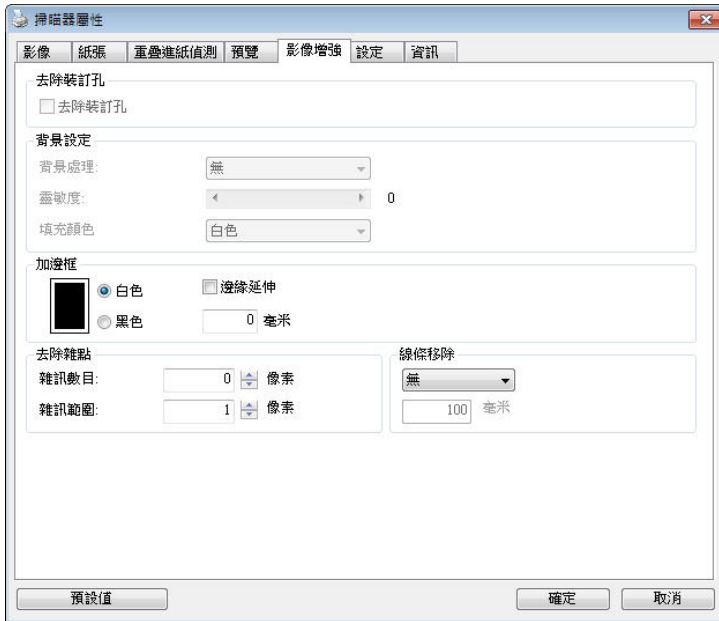 掃瞄器屬性
影像 紙張 重疊進紙偵測 預覽 影像增強 設定 資訊
去除裝訂孔
去除裝訂孔
背景設定
背景處理: 無
靈敏度: 0
填充顏色 白色
加邊框
白色 邊緣延伸
黑色 0 毫米
去除雜點 線條移除
雜訊數目: 0 像素 無
雜訊範圍: 1 像素 100 毫米
預設值 確定 取消